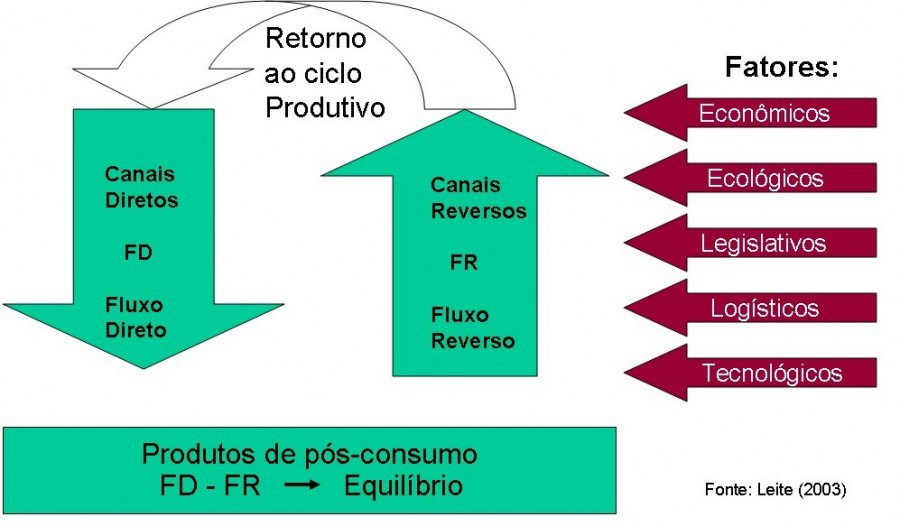 Retorno
ao ciclo
Produtivo
Fatores:
Canais
Diretos
FD
Fluxo
Direto
Canais
Reversos
FR
Fluxo
Reverso
Econômicos
Ecológicos
Legislativos
Logísticos
Tecnológicos
Produtos de pós-consumo
FD - FR → Equilíbrio
Fonte: Leite (2003)